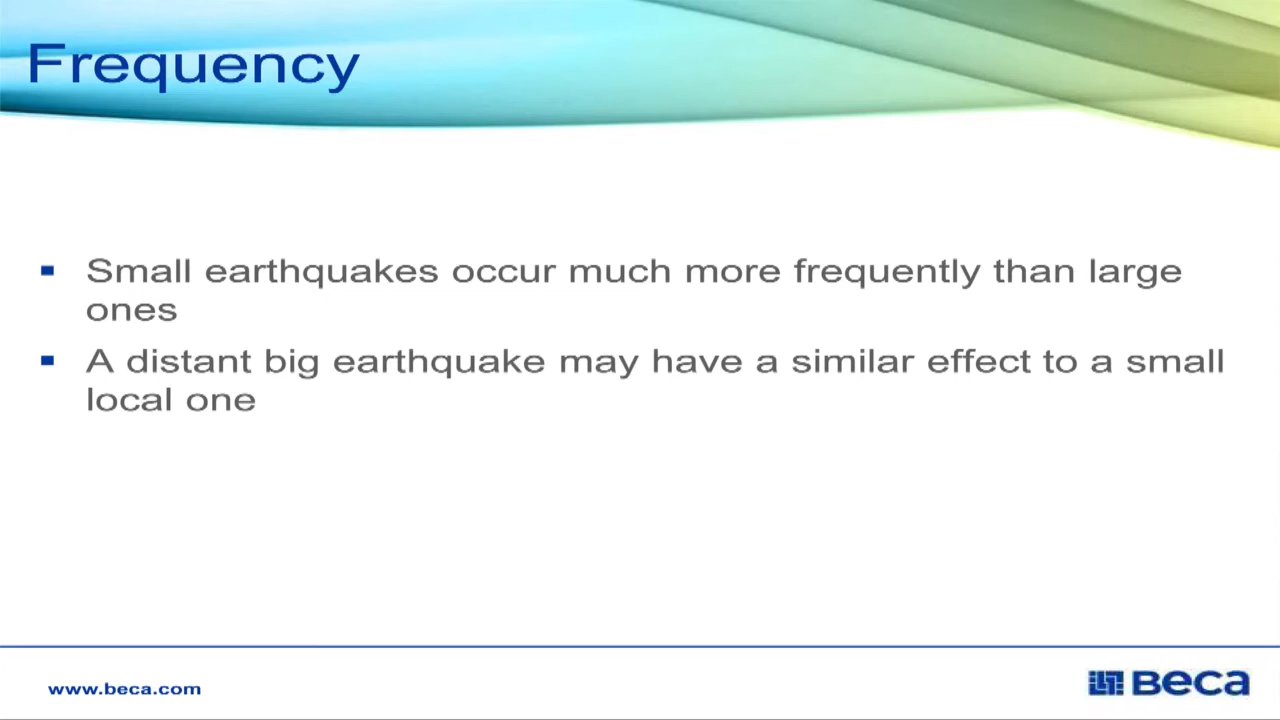 Frequency
Small earthquakes occur much more frequently than large
ones
A distant big earthquake may have a similar effect to a small
local one
www.beca.com
Beca